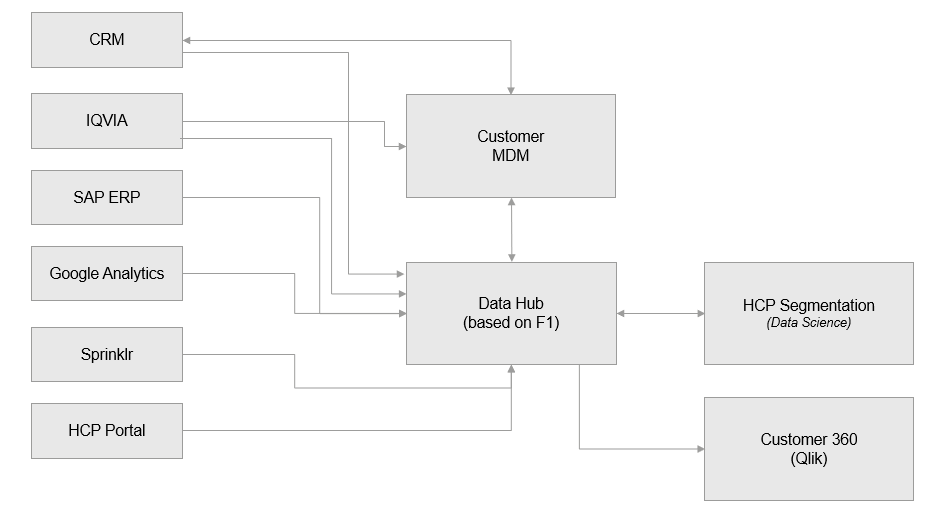 CRM
IQVIA
SAP ERP
Google Analytics
Sprinklr
HCP Portal
Customer
MDM
Data Hub
(based on F1)
HCP Segmentation
(Data Science)
Customer 360
(Qlik)